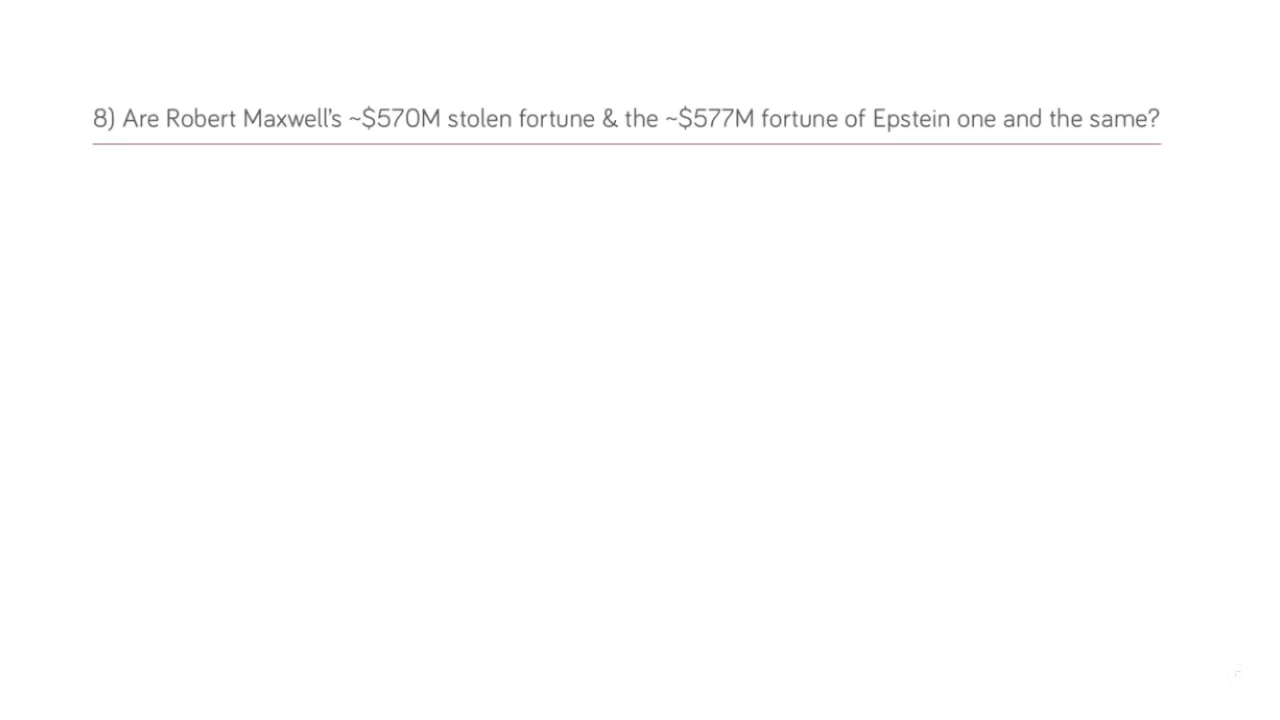 8) Are Robert Maxwell's ~$570M stolen fortune & the ~$577M fortune of Epstein one and the same?